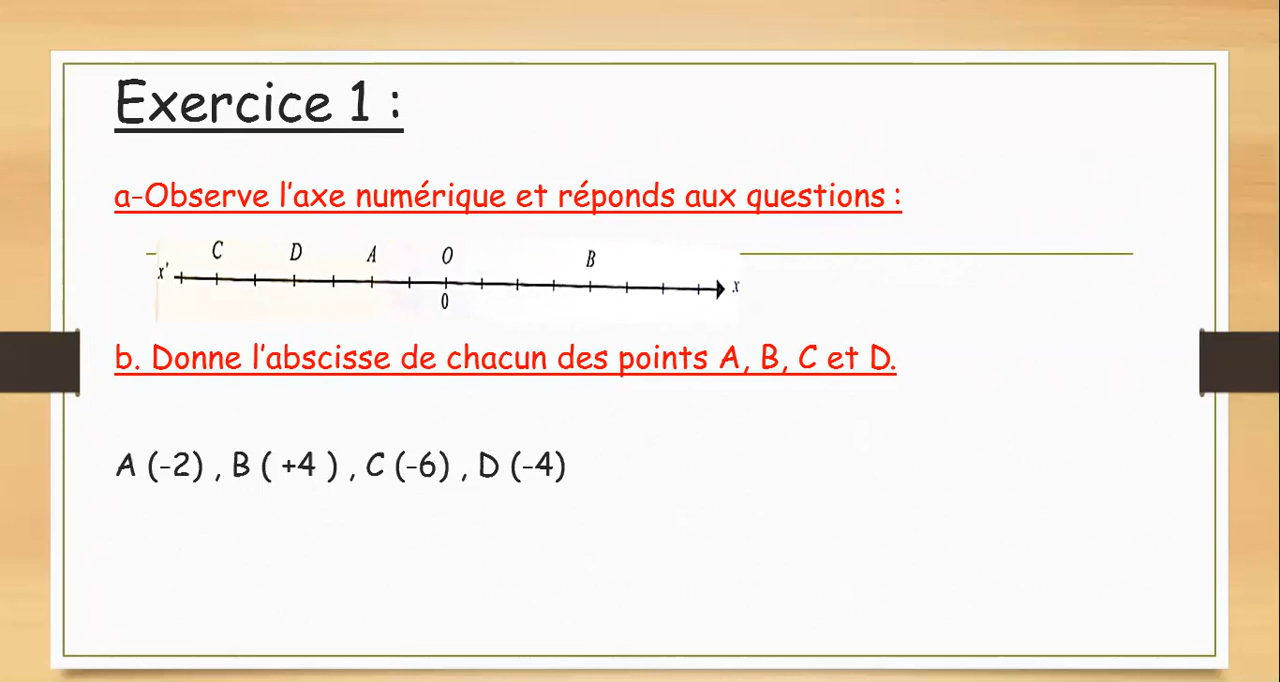 Exercice 1 :
a-Observe l'axe numérique et réponds aux questions :
C D A O B
x' x
0
b. Donne l'abscisse de chacun des points A, B, C et D.
A (-2) , B ( +4 ) , C (-6) , D (-4)